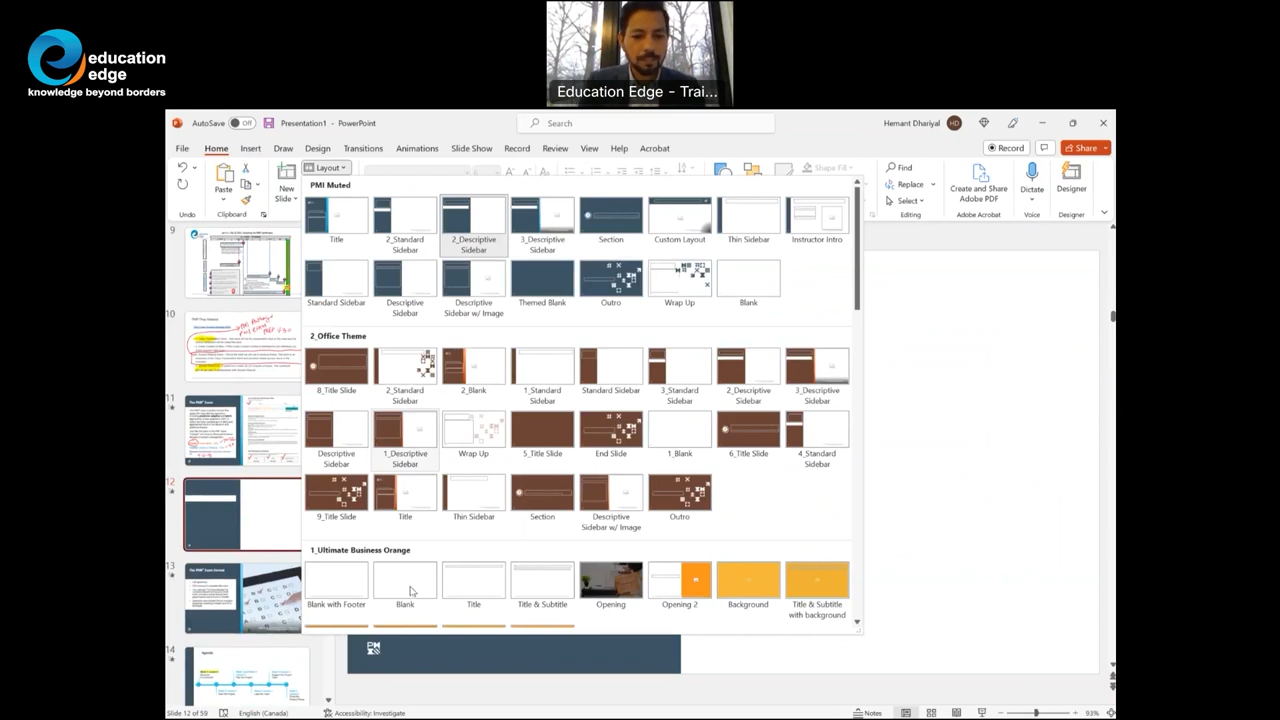 education
edge
knowledge beyond borders
Education Edge - Trai...
AutoSave Off Presentation1 - PowerPoint
Search
Hemant Dhariyal HD
File Home Insert Draw Design Transitions Animations Slide Show Record Review View Help Acrobat
Record Share
Layout
Shape Fill
Find
Replace
Select
Paste
New
Slide
Create and Share
Adobe PDF
Dictate
Designer
Undo Clipboard Editing Adobe Acrobat Voice Designer
PMI Muted
Title 2_Standard Sidebar 2_Descriptive Sidebar 3_Descriptive Sidebar Section Custom Layout Thin Sidebar Instructor Intro
Standard Sidebar Descriptive Sidebar Descriptive Sidebar w/ Image Themed Blank Outro Wrap Up Blank
2_Office Theme
8_Title Slide 2_Standard Sidebar 2_Blank 1_Standard Sidebar Standard Sidebar 3_Standard Sidebar 2_Descriptive Sidebar 3_Descriptive Sidebar
Descriptive Sidebar 1_Descriptive Sidebar Wrap Up 5_Title Slide End Slide 1_Blank 6_Title Slide 4_Standard Sidebar
9_Title Slide Title Thin Sidebar Section Descriptive Sidebar w/ Image Outro
1_Ultimate Business Orange
Blank with Footer Blank Title Title & Subtitle Opening Opening 2 Background Title & Subtitle with background
9
10
11
The PMP Exam
12
13
14
Agenda
Slide 12 of 59 English (Canada) Accessibility: Investigate Notes 93%